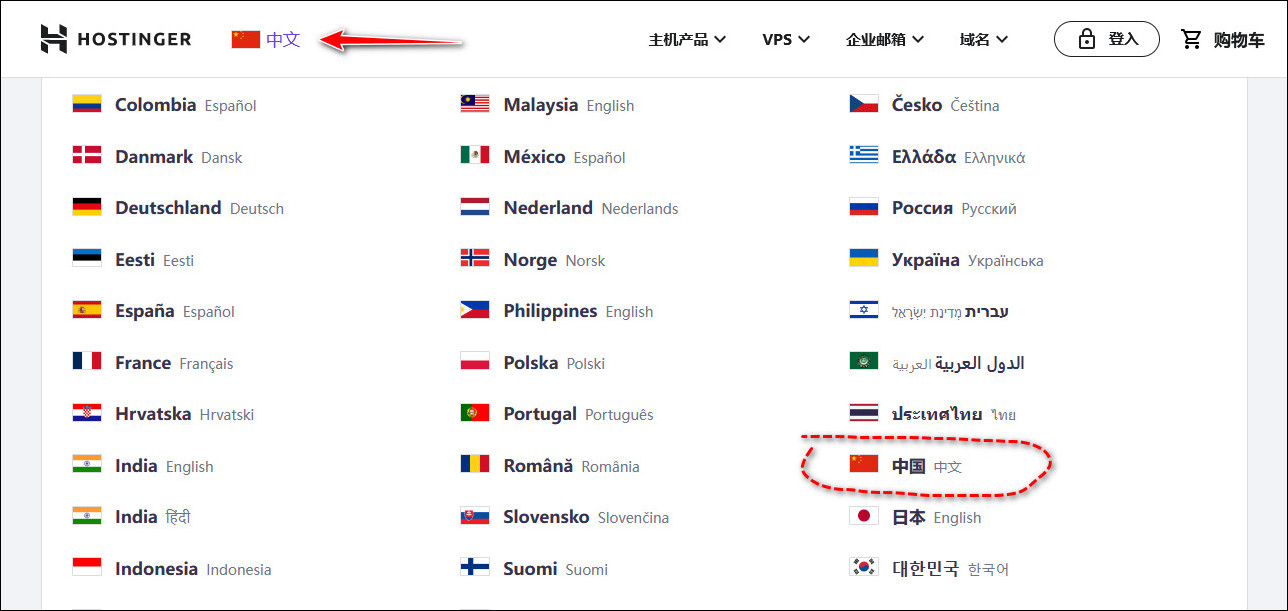 HOSTINGER 中文 主机产品 VPS 企业邮箱 域名 登入 购物车
Colombia Español
Danmark Dansk
Deutschland Deutsch
Eesti Eesti
España Español
France Français
Hrvatska Hrvatski
India English
India हिंदी
Indonesia Indonesia
Malaysia English
México Español
Nederland Nederlands
Norge Norsk
Philippines English
Polska Polski
Portugal Português
Română România
Slovensko Slovenčina
Suomi Suomi
Česko Čeština
Ελλάδα Ελληνικά
Россия Русский
Україна Українська
עברית מְדִינַת יִשְׂרָאֵל
الدول العربية العربية
ประเทศไทย ไทย
中国 中文
日本 English
대한민국 한국어